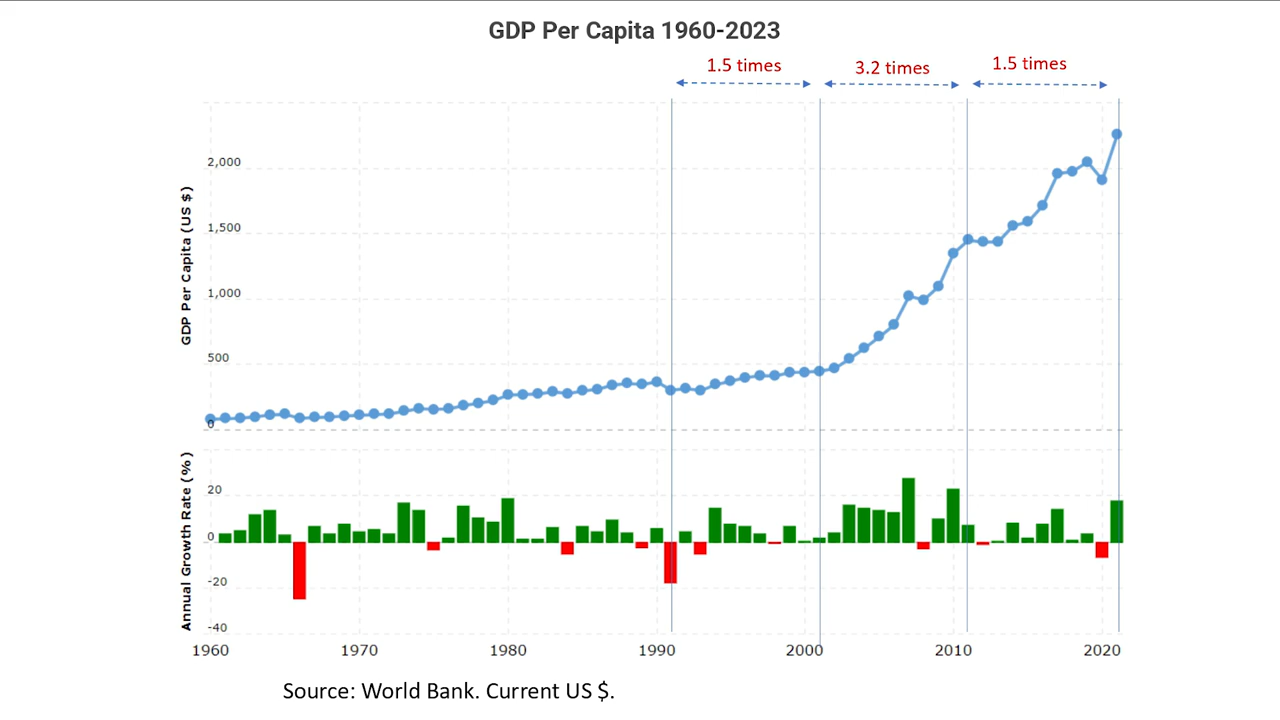 GDP Per Capita 1960-2023
1.5 times
3.2 times
1.5 times
GDP Per Capita (US $)
2,000
1,500
1,000
500
0
Annual Growth Rate (%)
20
0
-20
-40
1960 1970 1980 1990 2000 2010 2020
Source: World Bank. Current US $.